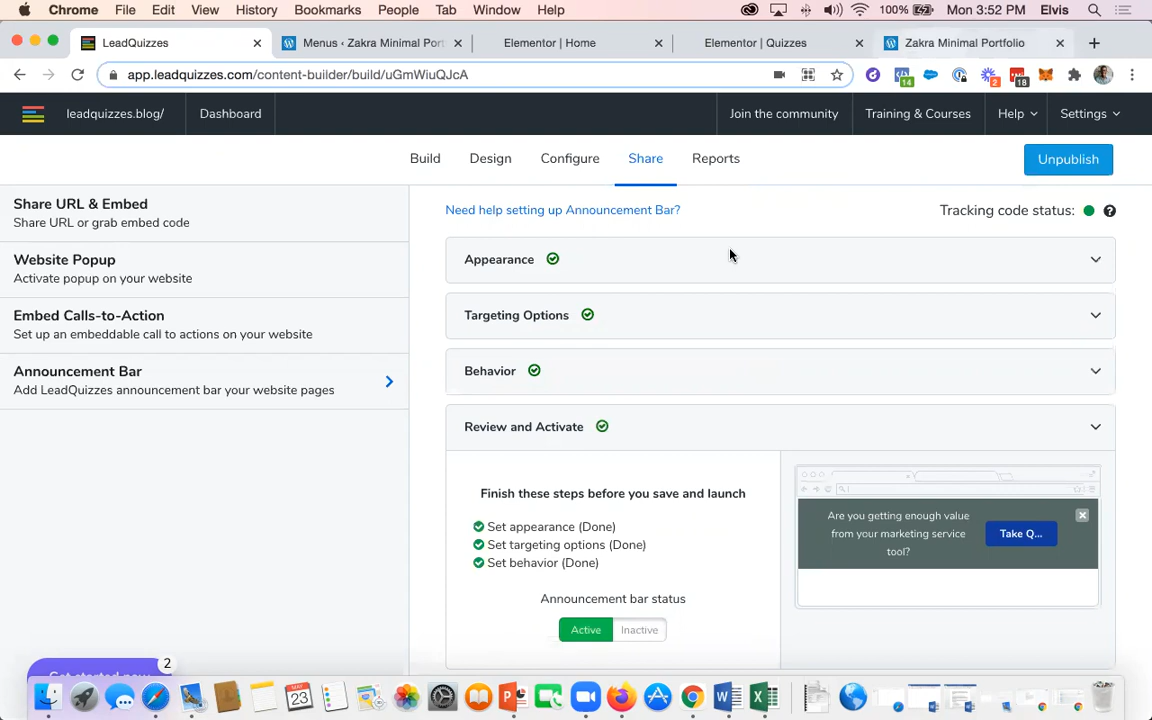 Chrome File Edit View History Bookmarks People Tab Window Help 100% Mon 3:52 PM Elvis
LeadQuizzes Menus ‹ Zakra Minimal Port Elementor | Home Elementor | Quizzes Zakra Minimal Portfolio
app.leadquizzes.com/content-builder/build/uGmWiuQJcA 14 2 18
leadquizzes.blog/ Dashboard Join the community Training & Courses Help Settings
Build Design Configure Share Reports Unpublish
Share URL & Embed
Share URL or grab embed code
Website Popup
Activate popup on your website
Embed Calls-to-Action
Set up an embeddable call to actions on your website
Announcement Bar
Add LeadQuizzes announcement bar your website pages
Need help setting up Announcement Bar? Tracking code status:
Appearance
Targeting Options
Behavior
Review and Activate
Finish these steps before you save and launch
Set appearance (Done)
Set targeting options (Done)
Set behavior (Done)
Announcement bar status
Active Inactive
Are you getting enough value
from your marketing service
tool?
Take Q...
2
MAR
23